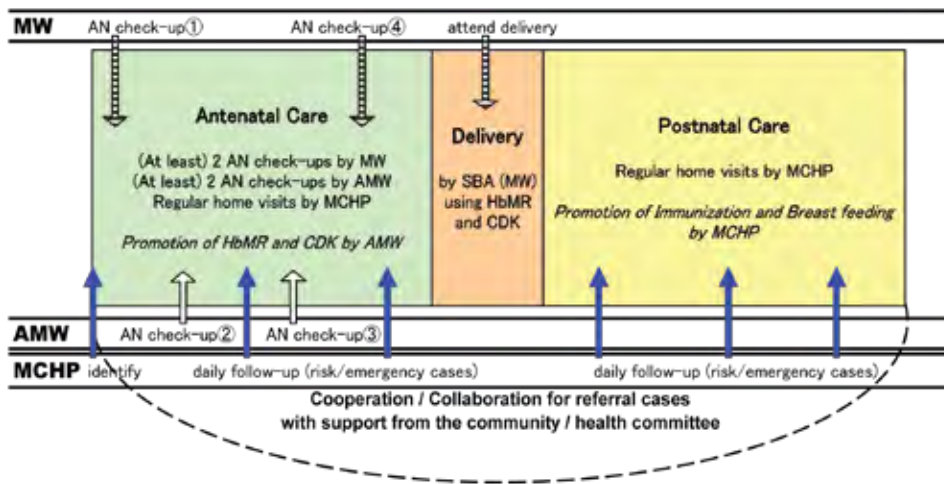 MW AN check-up① AN check-up④ attend delivery
Antenatal Care
(At least) 2 AN check-ups by MW
(At least) 2 AN check-ups by AMW
Regular home visits by MCHP
Promotion of HbMR and CDK by AMW
Delivery
by SBA (MW)
using HbMR
and CDK
Postnatal Care
Regular home visits by MCHP
Promotion of Immunization and Breast feeding
by MCHP
AMW AN check-up② AN check-up③
MCHP identify daily follow-up (risk/emergency cases) daily follow-up (risk/emergency cases)
Cooperation / Collaboration for referral cases
with support from the community / health committee